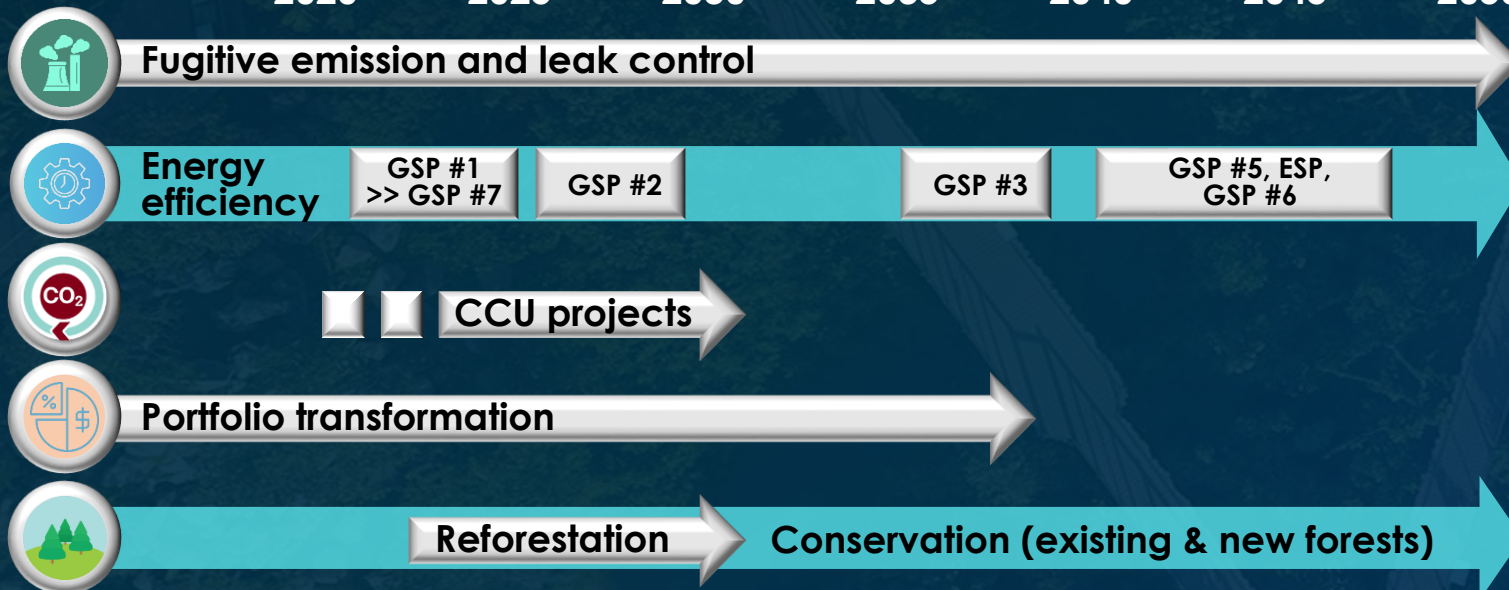 Fugitive emission and leak control
Energy
efficiency
GSP #1
>> GSP #7
GSP #2
GSP #3
GSP #5, ESP,
GSP #6
CO₂
CCU projects
% $
Portfolio transformation
Reforestation
Conservation (existing & new forests)